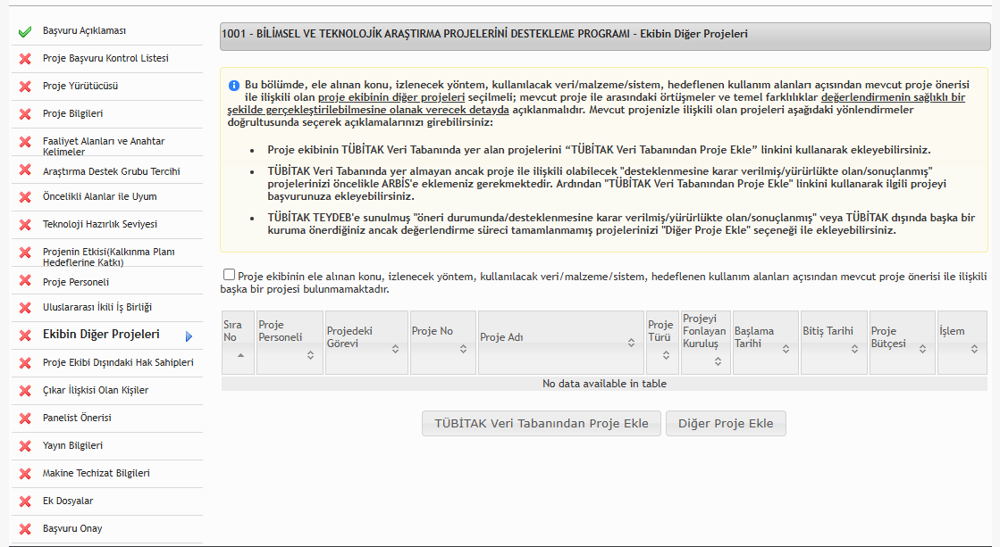 Başvuru Açıklaması
Proje Başvuru Kontrol Listesi
Proje Yürütücüsü
Proje Bilgileri
Faaliyet Alanları ve Anahtar
Kelimeler
Araştırma Destek Grubu Tercihi
Öncelikli Alanlar ile Uyum
Teknoloji Hazırlık Seviyesi
Projenin Etkisi(Kalkınma Planı
Hedeflerine Katkı)
Proje Personeli
Uluslararası İkili İş Birliği
Ekibin Diğer Projeleri
Proje Ekibi Dışındaki Hak Sahipleri
Çıkar İlişkisi Olan Kişiler
Panelist Önerisi
Yayın Bilgileri
Makine Techizat Bilgileri
Ek Dosyalar
Başvuru Onay
1001 - BİLİMSEL VE TEKNOLOJİK ARAŞTIRMA PROJELERİNİ DESTEKLEME PROGRAMI - Ekibin Diğer Projeleri
Bu bölümde, ele alınan konu, izlenecek yöntem, kullanılacak veri/malzeme/sistem, hedeflenen kullanım alanları açısından mevcut proje önerisi
ile ilişkili olan proje ekibinin diğer projeleri seçilmeli; mevcut proje ile arasındaki örtüşmeler ve temel farklılıklar değerlendirmenin sağlıklı bir
şekilde gerçekleştirilebilmesine olanak verecek detayda açıklanmalıdır. Mevcut projenizle ilişkili olan projeleri aşağıdaki yönlendirmeler
doğrultusunda seçerek açıklamalarınızı girebilirsiniz:
• Proje ekibinin TÜBİTAK Veri Tabanında yer alan projelerini “TÜBİTAK Veri Tabanından Proje Ekle” linkini kullanarak ekleyebilirsiniz.
• TÜBİTAK Veri Tabanında yer almayan ancak proje ile ilişkili olabilecek "desteklenmesine karar verilmiş/yürürlükte olan/sonuçlanmış"
projelerinizi öncelikle ARBİS'e eklemeniz gerekmektedir. Ardından "TÜBİTAK Veri Tabanından Proje Ekle" linkini kullanarak ilgili projeyi
başvurunuza ekleyebilirsiniz.
• TÜBİTAK TEYDEB'e sunulmuş "öneri durumunda/desteklenmesine karar verilmiş/yürürlükte olan/sonuçlanmış" veya TÜBİTAK dışında başka bir
kuruma önerdiğiniz ancak değerlendirme süreci tamamlanmamış projelerinizi "Diğer Proje Ekle" seçeneği ile ekleyebilirsiniz.
Proje ekibinin ele alınan konu, izlenecek yöntem, kullanılacak veri/malzeme/sistem, hedeflenen kullanım alanları açısından mevcut proje önerisi ile ilişkili
başka bir projesi bulunmamaktadır.
Sıra
No
Proje
Personeli
Projedeki
Görevi
Proje No
Proje Adı
Proje
Türü
Projeyi
Fonlayan
Kuruluş
Başlama
Tarihi
Bitiş Tarihi
Proje
Bütçesi
İşlem
No data available in table
TÜBİTAK Veri Tabanından Proje Ekle
Diğer Proje Ekle